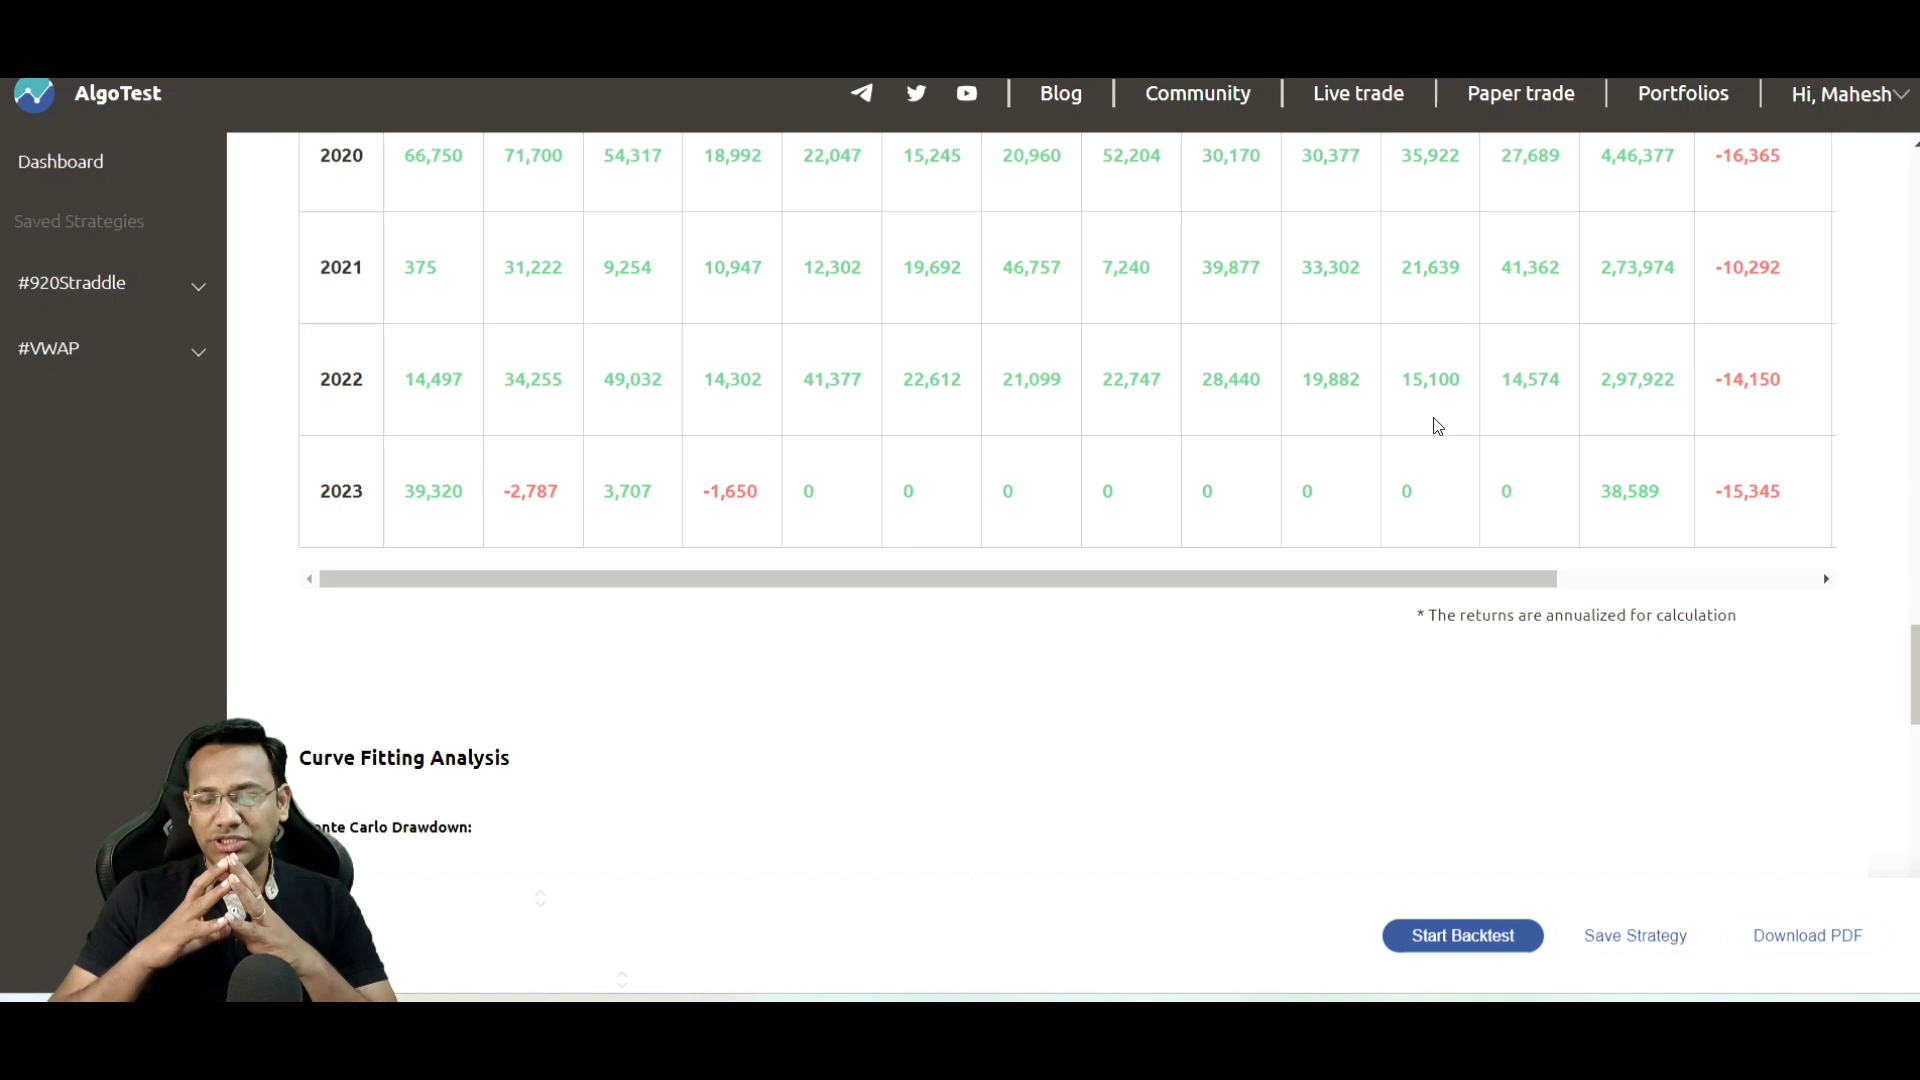 AlgoTest
Blog
Community
Live trade
Paper trade
Portfolios
Hi, Mahesh
Dashboard
Saved Strategies
#920Straddle
#VWAP
2020 66,750 71,700 54,317 18,992 22,047 15,245 20,960 52,204 30,170 30,377 35,922 27,689 4,46,377 -16,365
2021 375 31,222 9,254 10,947 12,302 19,692 46,757 7,240 39,877 33,302 21,639 41,362 2,73,974 -10,292
2022 14,497 34,255 49,032 14,302 41,377 22,612 21,099 22,747 28,440 19,882 15,100 14,574 2,97,922 -14,150
2023 39,320 -2,787 3,707 -1,650 0 0 0 0 0 0 0 0 38,589 -15,345
* The returns are annualized for calculation
Curve Fitting Analysis
nte Carlo Drawdown:
Start Backtest
Save Strategy
Download PDF